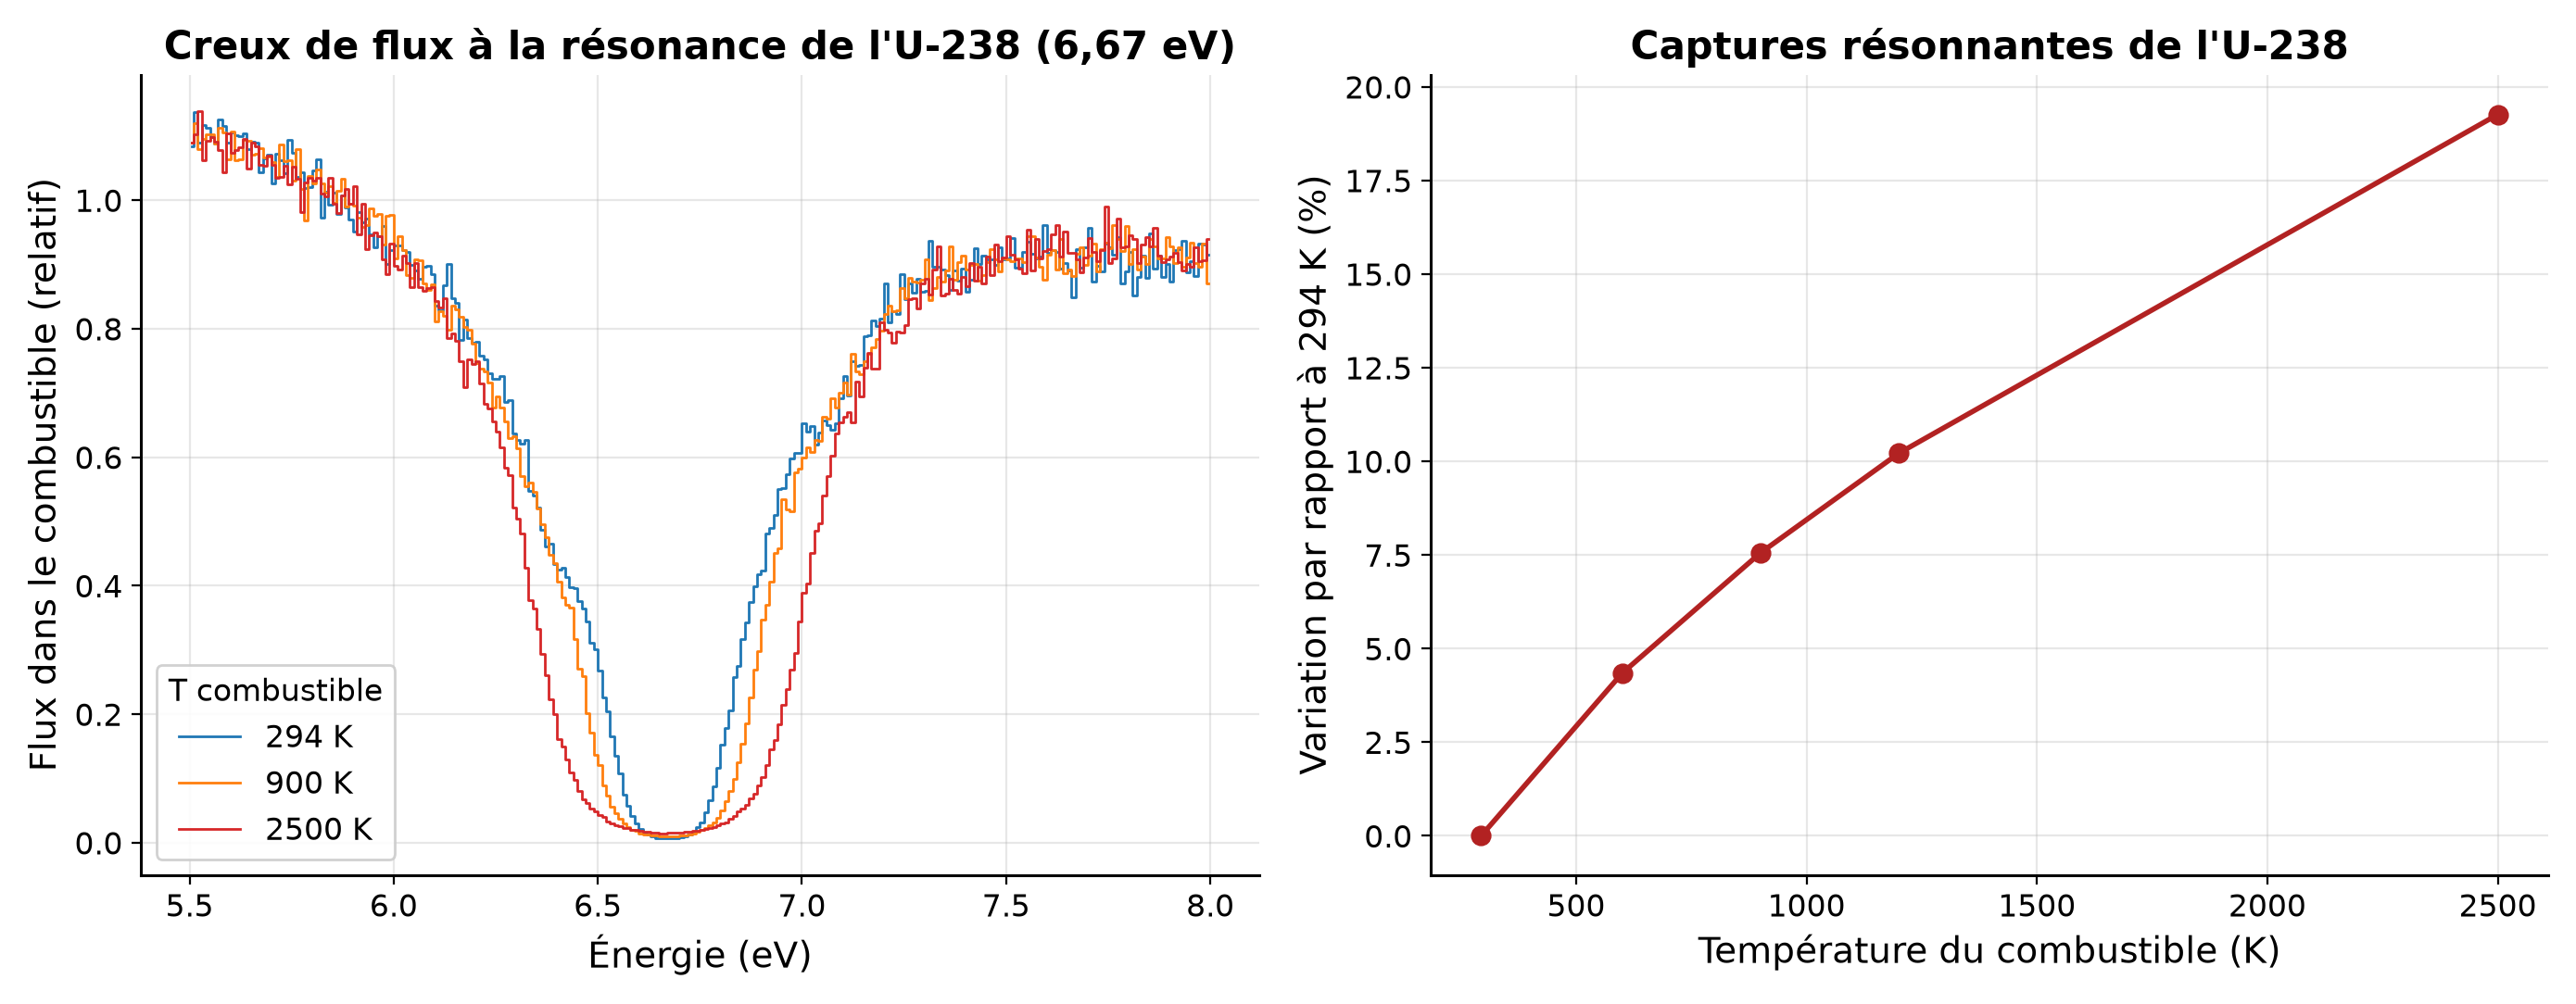 Creux de flux à la résonance de l'U-238 (6,67 eV)
Flux dans le combustible (relatif)
1.0
0.8
0.6
0.4
0.2
0.0
T combustible
294 K
900 K
2500 K
5.5 6.0 6.5 7.0 7.5 8.0
Énergie (eV)
Captures résonnantes de l'U-238
Variation par rapport à 294 K (%)
20.0
17.5
15.0
12.5
10.0
7.5
5.0
2.5
0.0
500 1000 1500 2000 2500
Température du combustible (K)